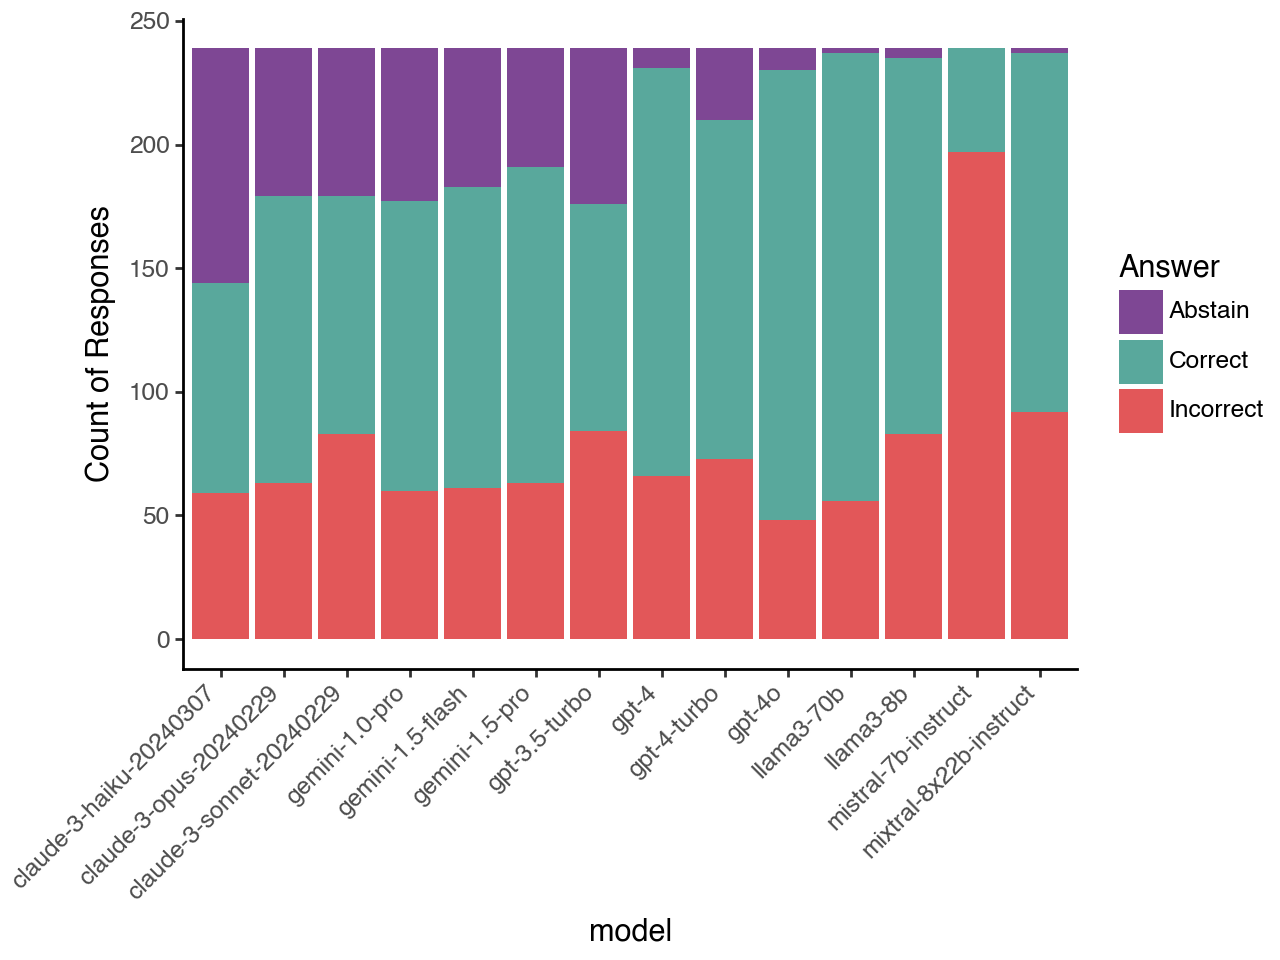 250
200
150
100
50
0
Count of Responses
claude-3-haiku-20240307
claude-3-opus-20240229
claude-3-sonnet-20240229
gemini-1.0-pro
gemini-1.5-flash
gemini-1.5-pro
gpt-3.5-turbo
gpt-4
gpt-4-turbo
gpt-4o
llama3-70b
llama3-8b
mistral-7b-instruct
mixtral-8x22b-instruct
model
Answer
Abstain
Correct
Incorrect